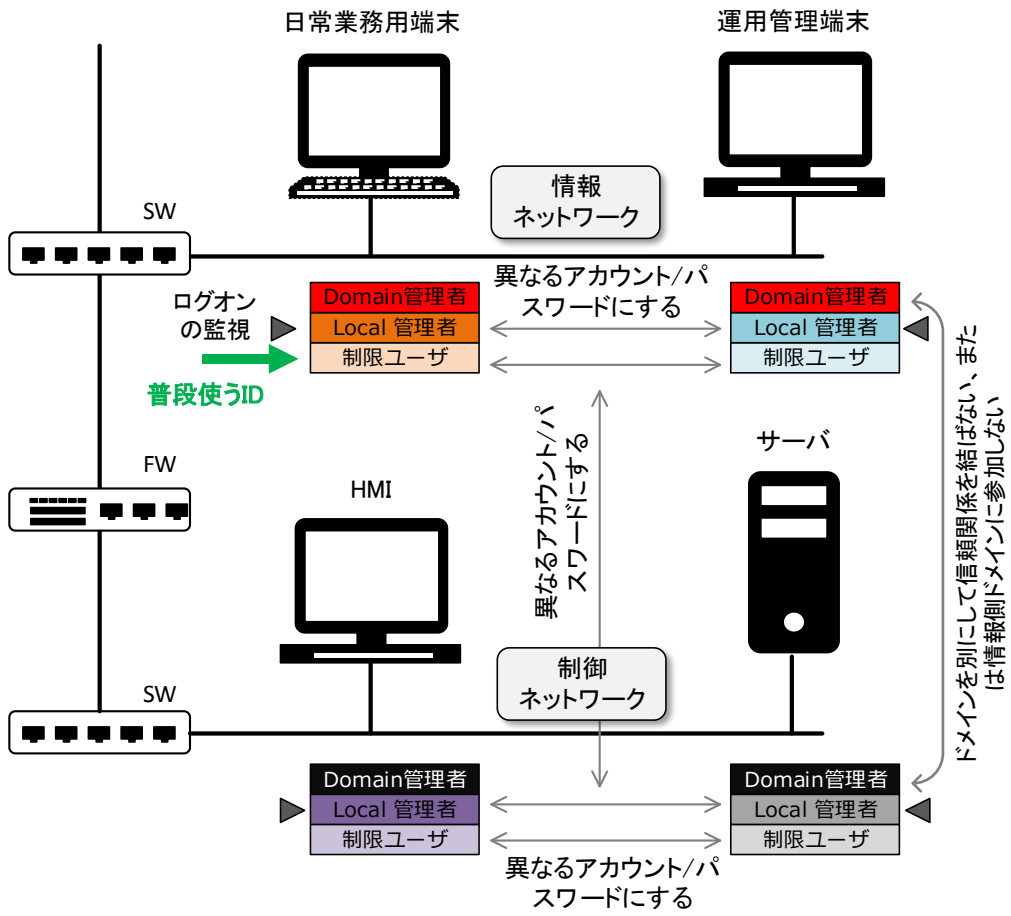 日常業務用端末
運用管理端末
情報
ネットワーク
SW
ログオン
の監視
普段使うID
Domain管理者
Local 管理者
制限ユーザ
異なるアカウント/パ
スワードにする
Domain管理者
Local 管理者
制限ユーザ
ドメインを別にして信頼関係を結ばない、また
は情報側ドメインに参加しない
異なるアカウント/パ
スワードにする
FW
HMI
サーバ
制御
ネットワーク
SW
Domain管理者
Local 管理者
制限ユーザ
Domain管理者
Local 管理者
制限ユーザ
異なるアカウント/パ
スワードにする